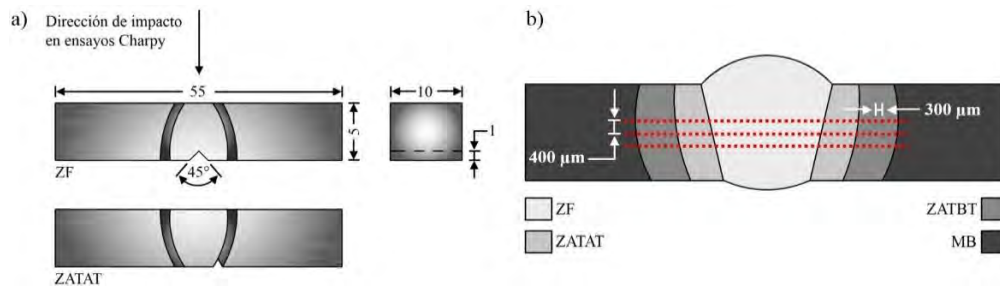 a)
Dirección de impacto
en ensayos Charpy
55
10
5
1
45°
ZF
ZATAT
b)
300 µm
400 µm
ZF
ZATBT
ZATAT
MB